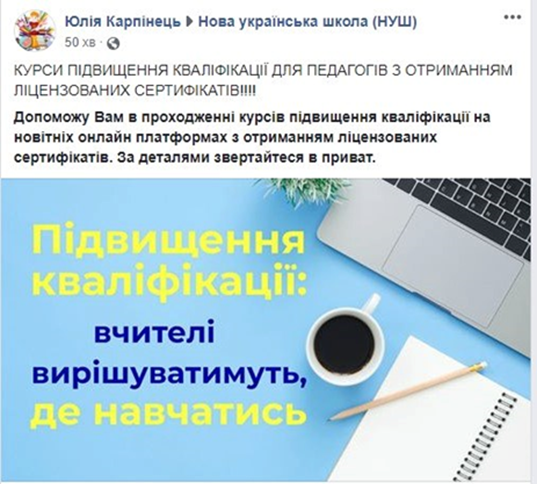 Юлія Карпінець ▸ Нова українська школа (НУШ)
50 хв ·
КУРСИ ПІДВИЩЕННЯ КВАЛІФІКАЦІЇ ДЛЯ ПЕДАГОГІВ З ОТРИМАННЯМ
ЛІЦЕНЗОВАНИХ СЕРТИФІКАТІВ!!!!
Допоможу Вам в проходженні курсів підвищення кваліфікації на
новітніх онлайн платформах з отриманням ліцензованих
сертифікатів. За деталями звертайтеся в приват.
Підвищення
кваліфікації:
вчителі
вирішуватимуть,
де навчатись